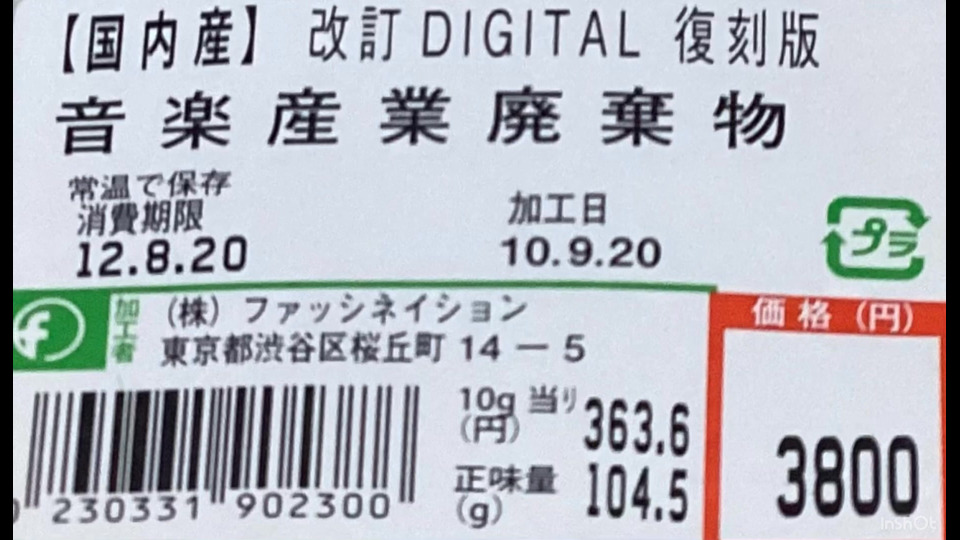 【国内産】 改訂DIGITAL 復刻版
音楽産業廃棄物
常温で保存
消費期限
12.8.20
加工日
10.9.20
プラ
加工者
(株) ファッシネイション
東京都渋谷区桜丘町 14 － 5
価格 (円)
10g 当り
(円)
363.6
正味量
(g)
104.5
3800
0 230331 902300
InShOt